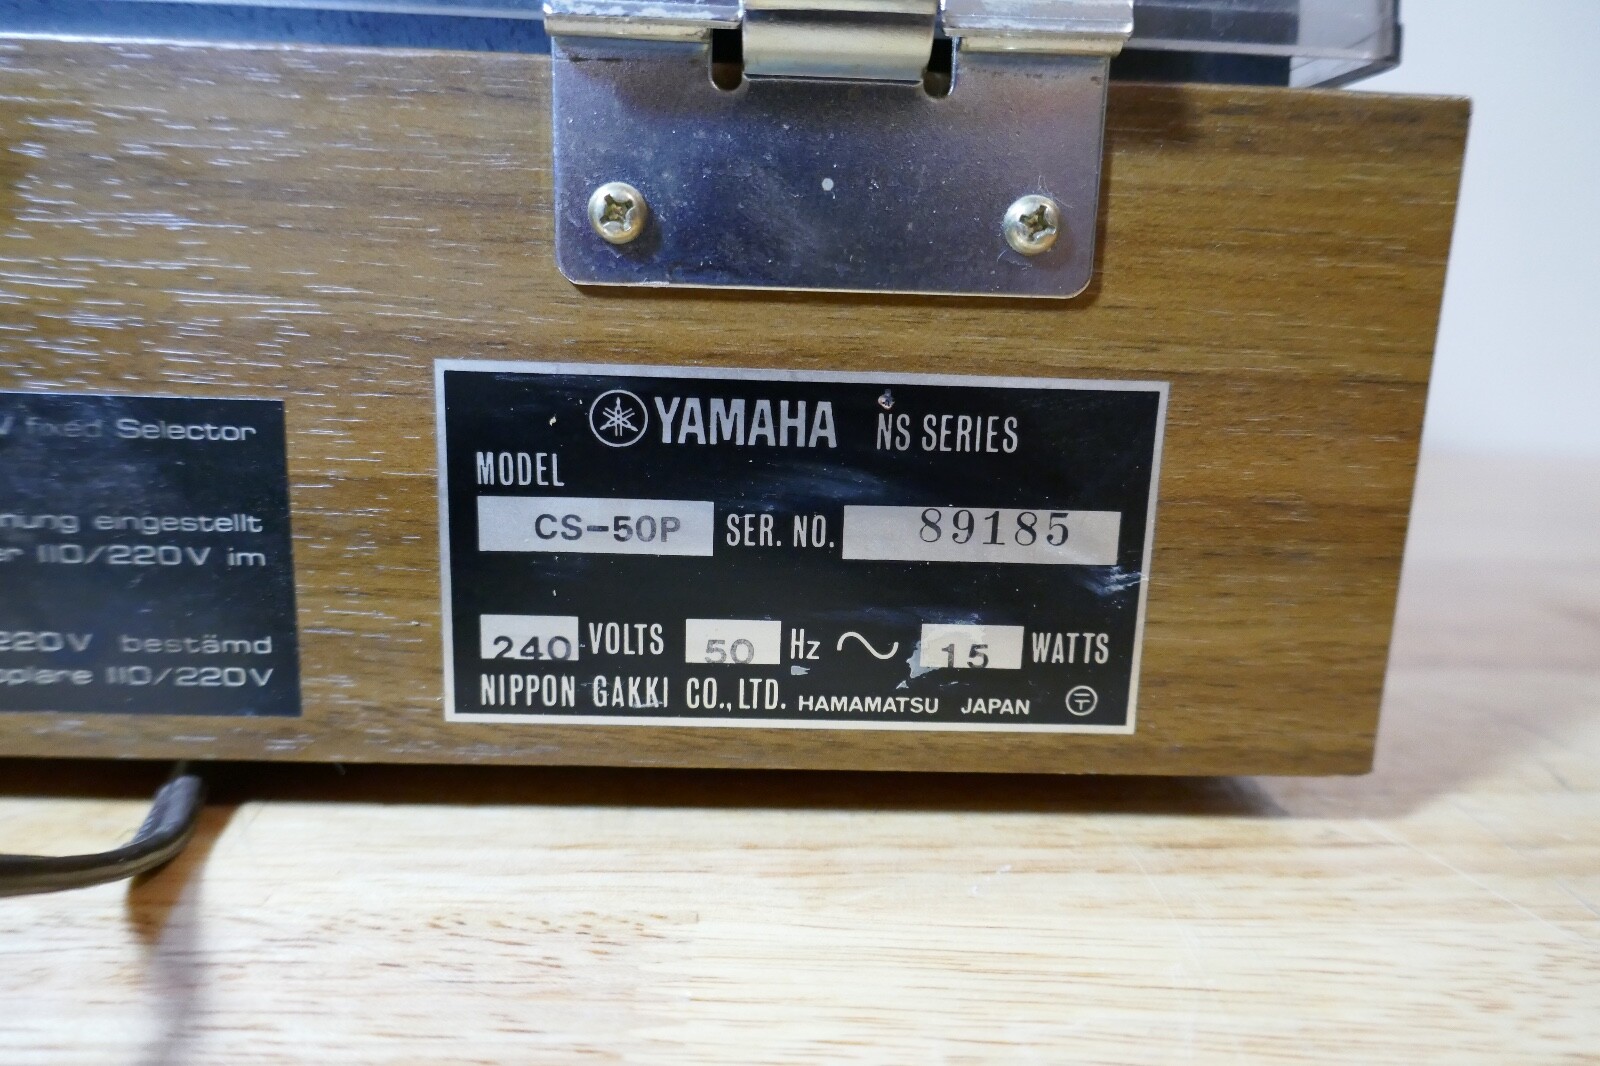 V fixed Selector
nung eingestellt
er 110/220V im
220V bestämd
pplare 110/220V
YAMAHA NS SERIES
MODEL
CS-50P SER. NO. 89185
240 VOLTS 50 Hz 15 WATTS
NIPPON GAKKI CO., LTD. HAMAMATSU JAPAN